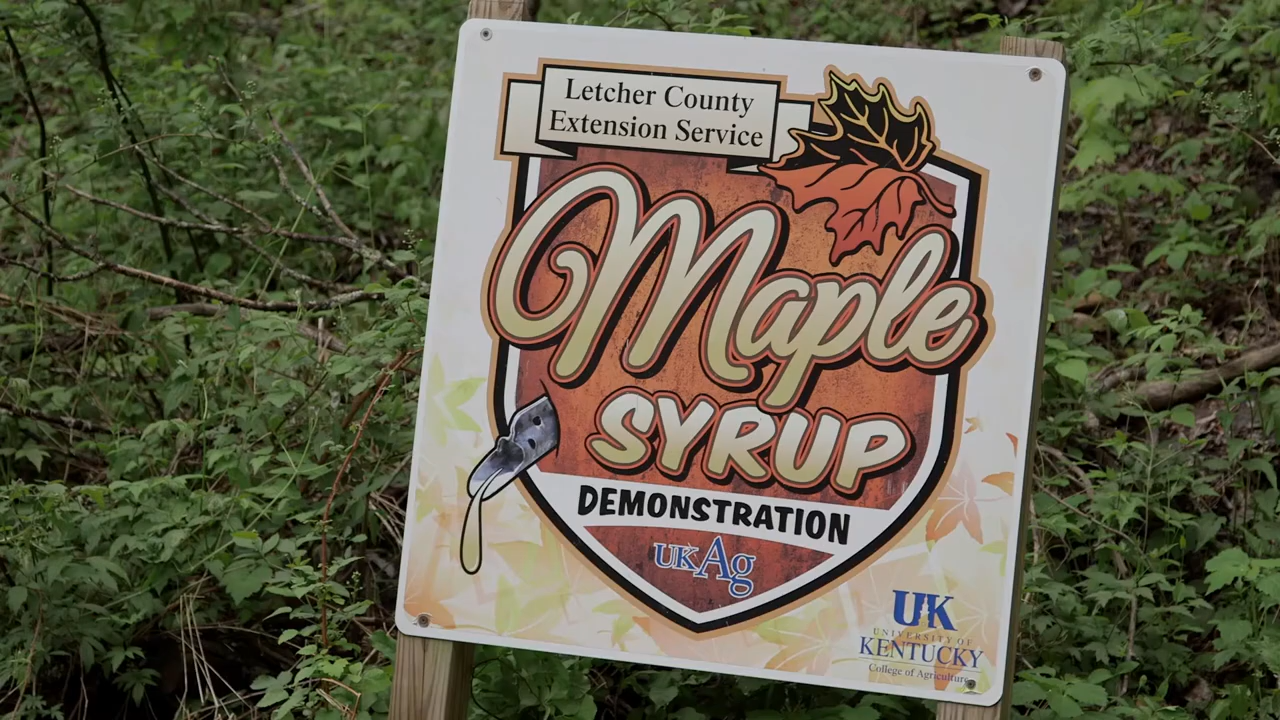 Letcher County
Extension Service
Maple
SYRUP
DEMONSTRATION
UKAg
UK
UNIVERSITY OF
KENTUCKY
College of Agriculture